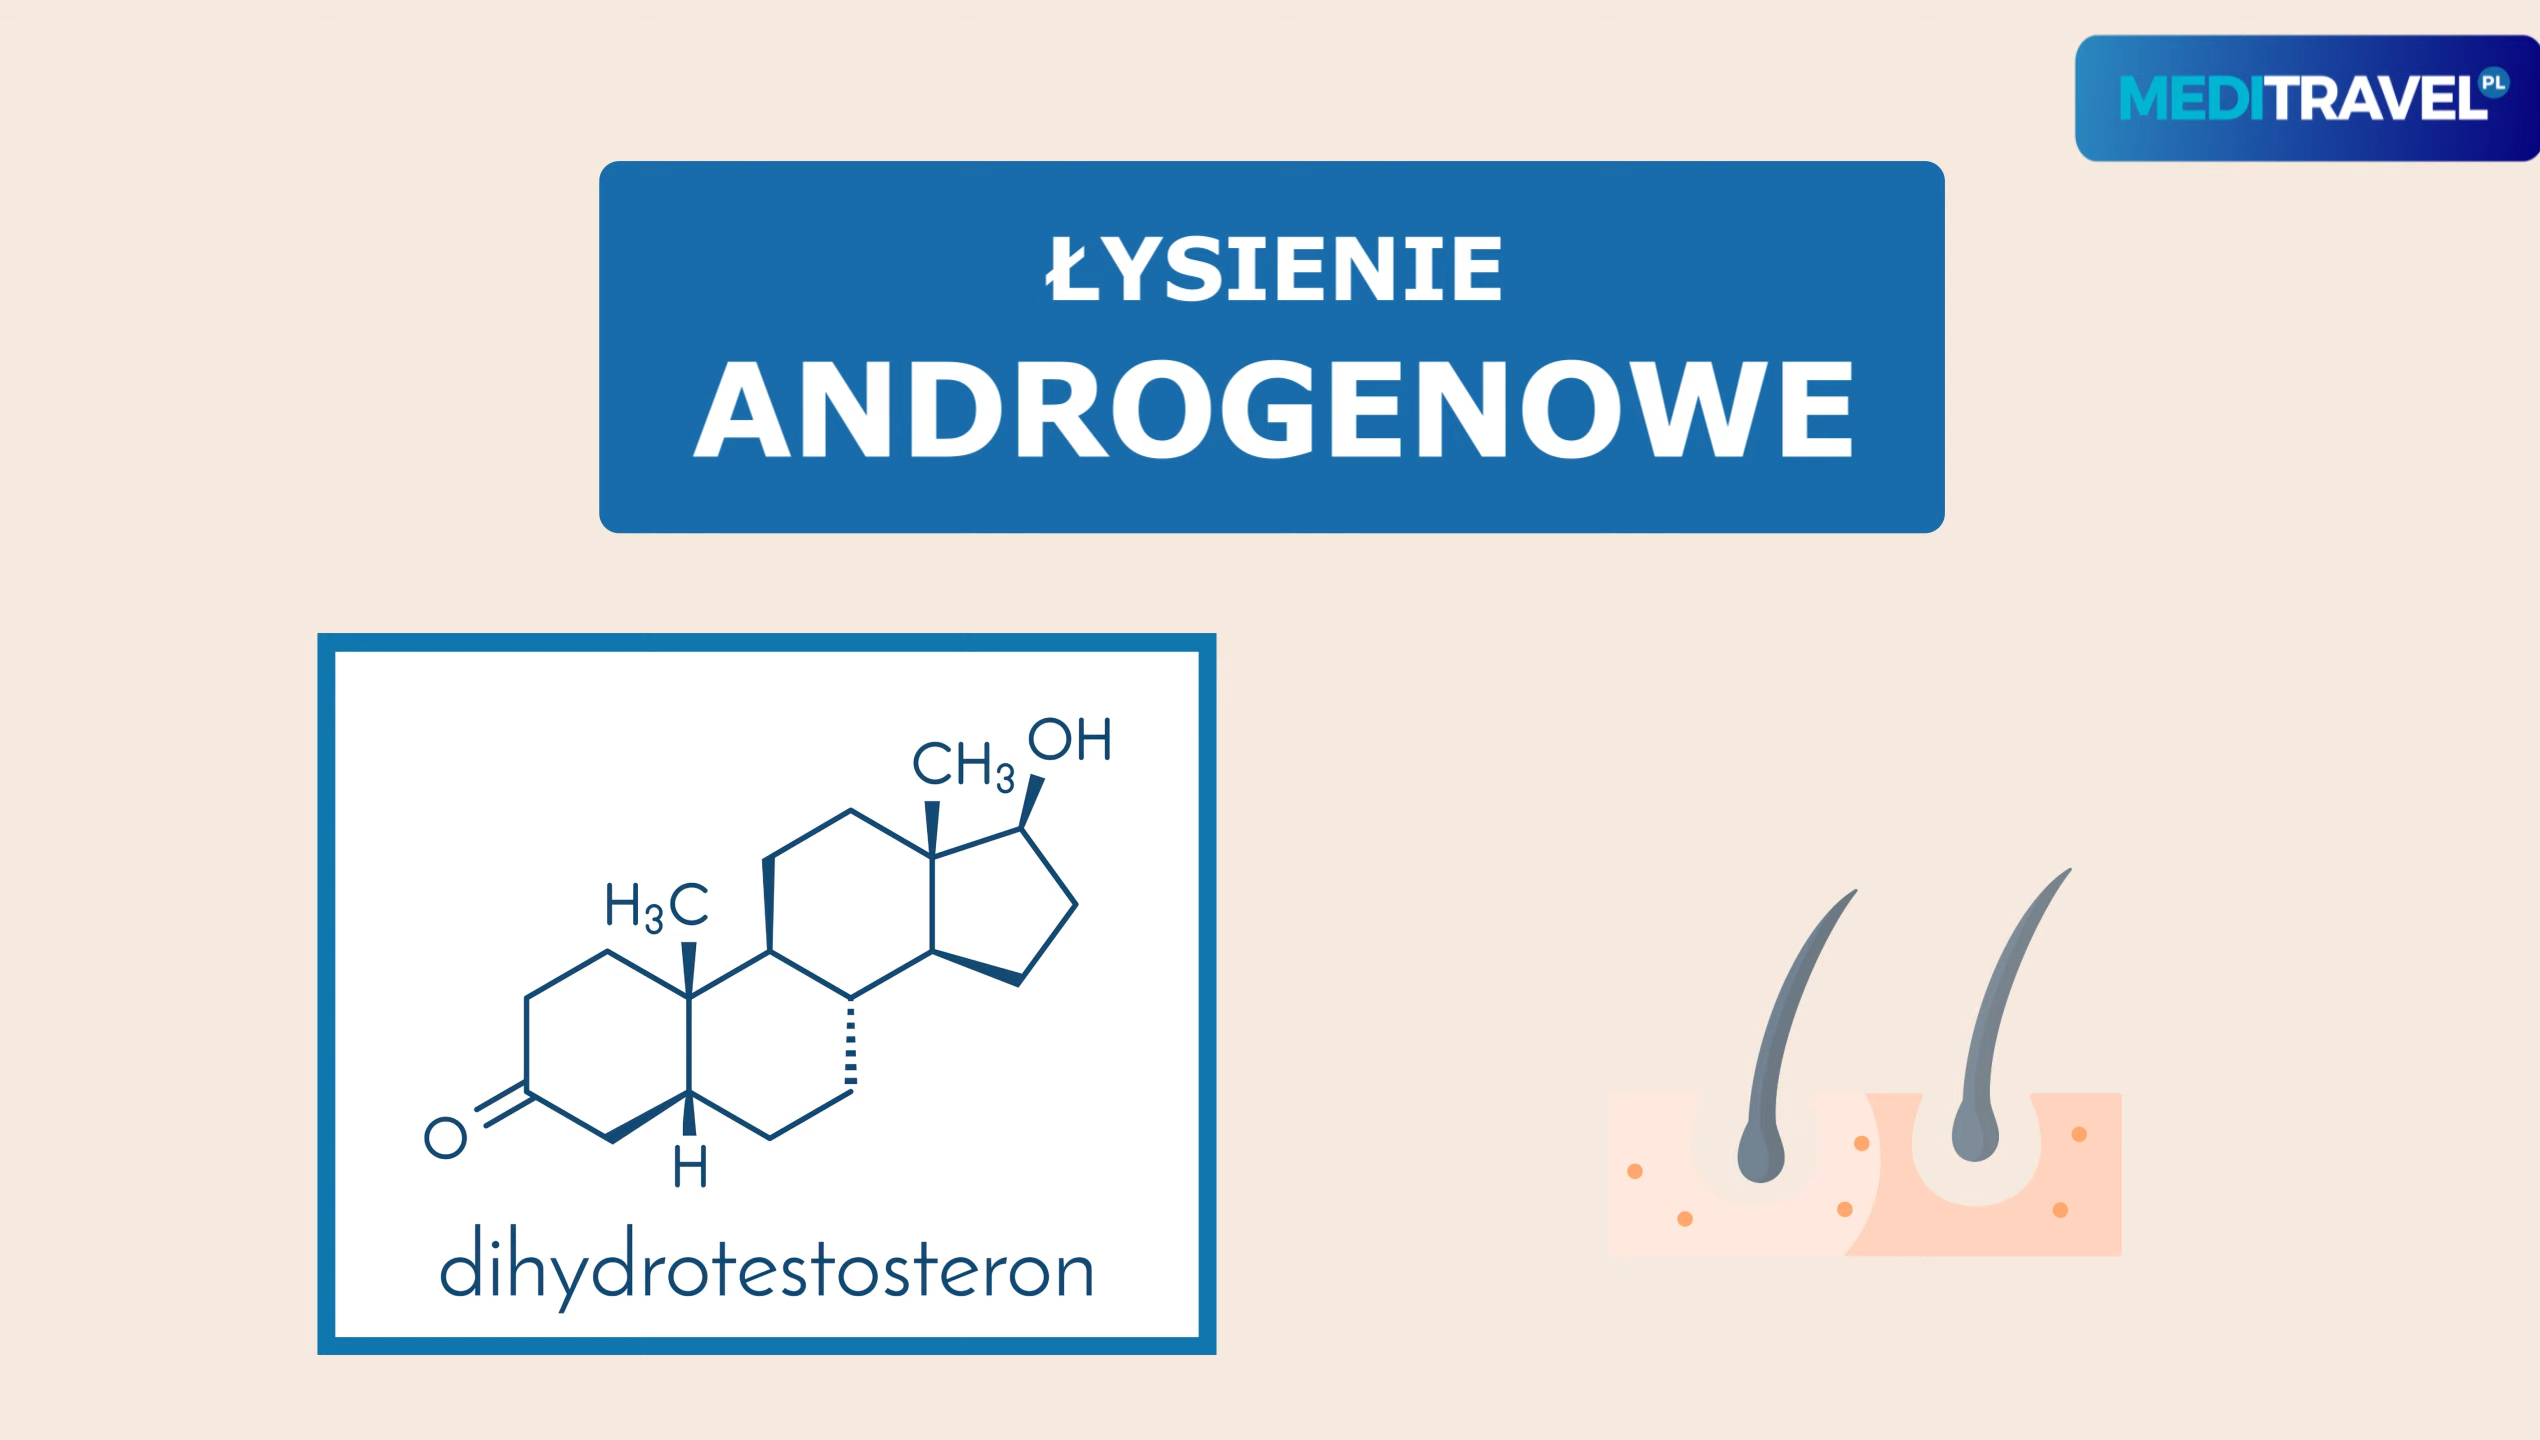 MEDITRAVEL PL
ŁYSIENIE
ANDROGENOWE
OH
CH3
H3C
O
H
dihydrotestosteron